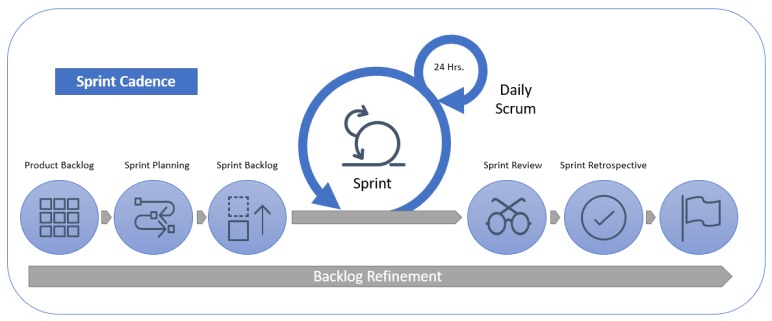 Sprint Cadence
24 Hrs.
Daily
Scrum
Sprint
Product Backlog
Sprint Planning
Sprint Backlog
Sprint Review
Sprint Retrospective
Backlog Refinement